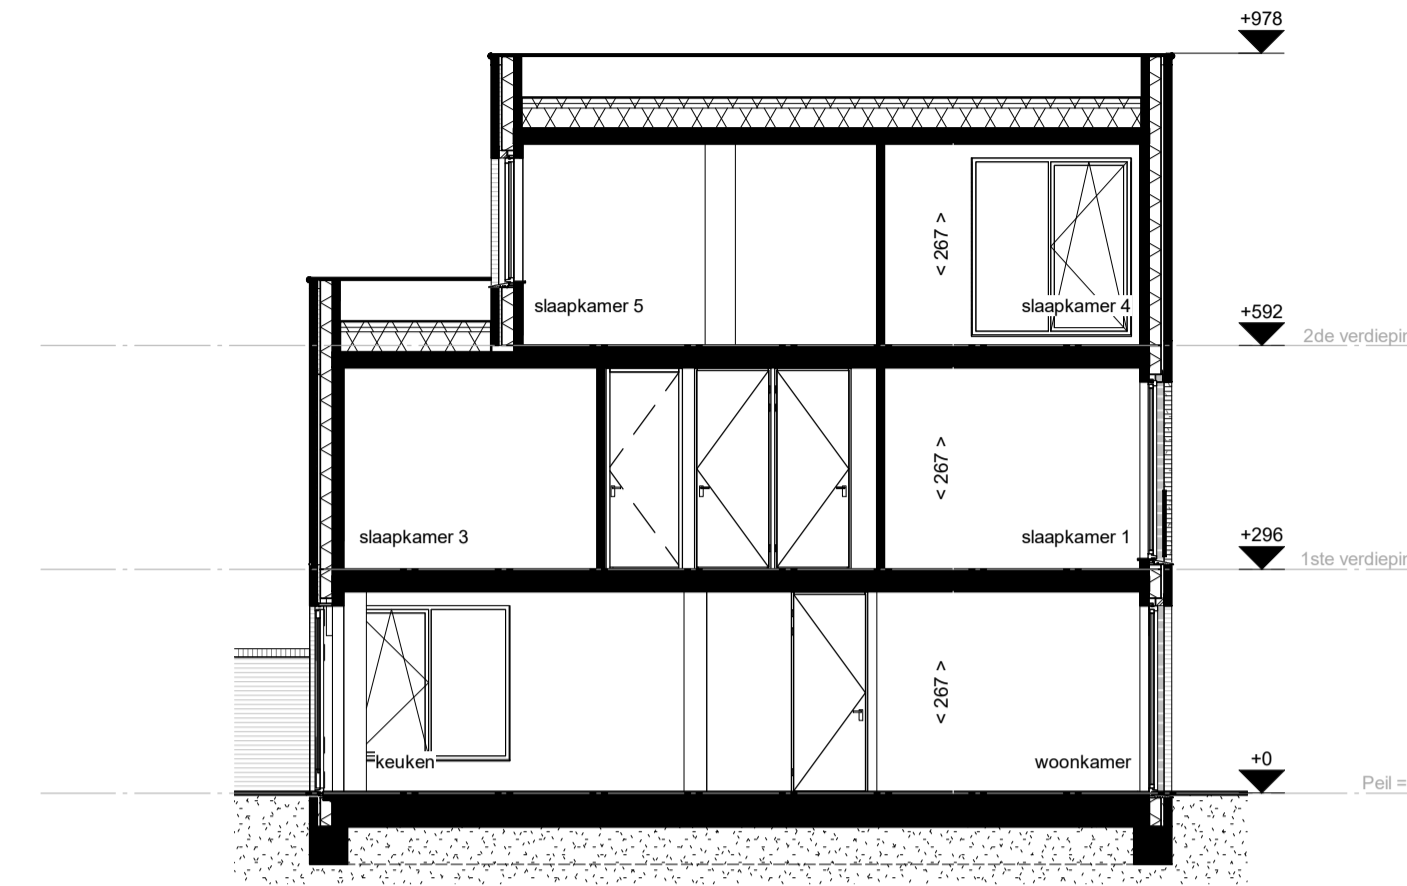 +978
< 267 >
slaapkamer 5
slaapkamer 4
+592
2de verdiepin
< 267 >
slaapkamer 3
slaapkamer 1
+296
1ste verdiepin
< 267 >
keuken
woonkamer
+0
Peil =